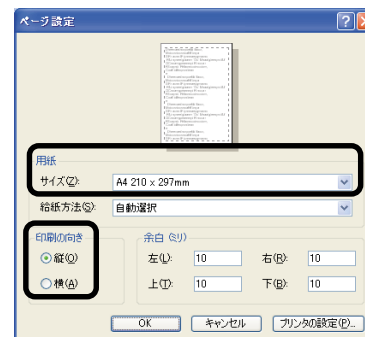 ページ設定
用紙
サイズ(Z): A4 210 x 297mm
給紙方法(S): 自動選択
印刷の向き
縦(O)
横(A)
余白 (ミリ)
左(L): 10 右(R): 10
上(T): 10 下(B): 10
OK キャンセル プリンタの設定(P)...